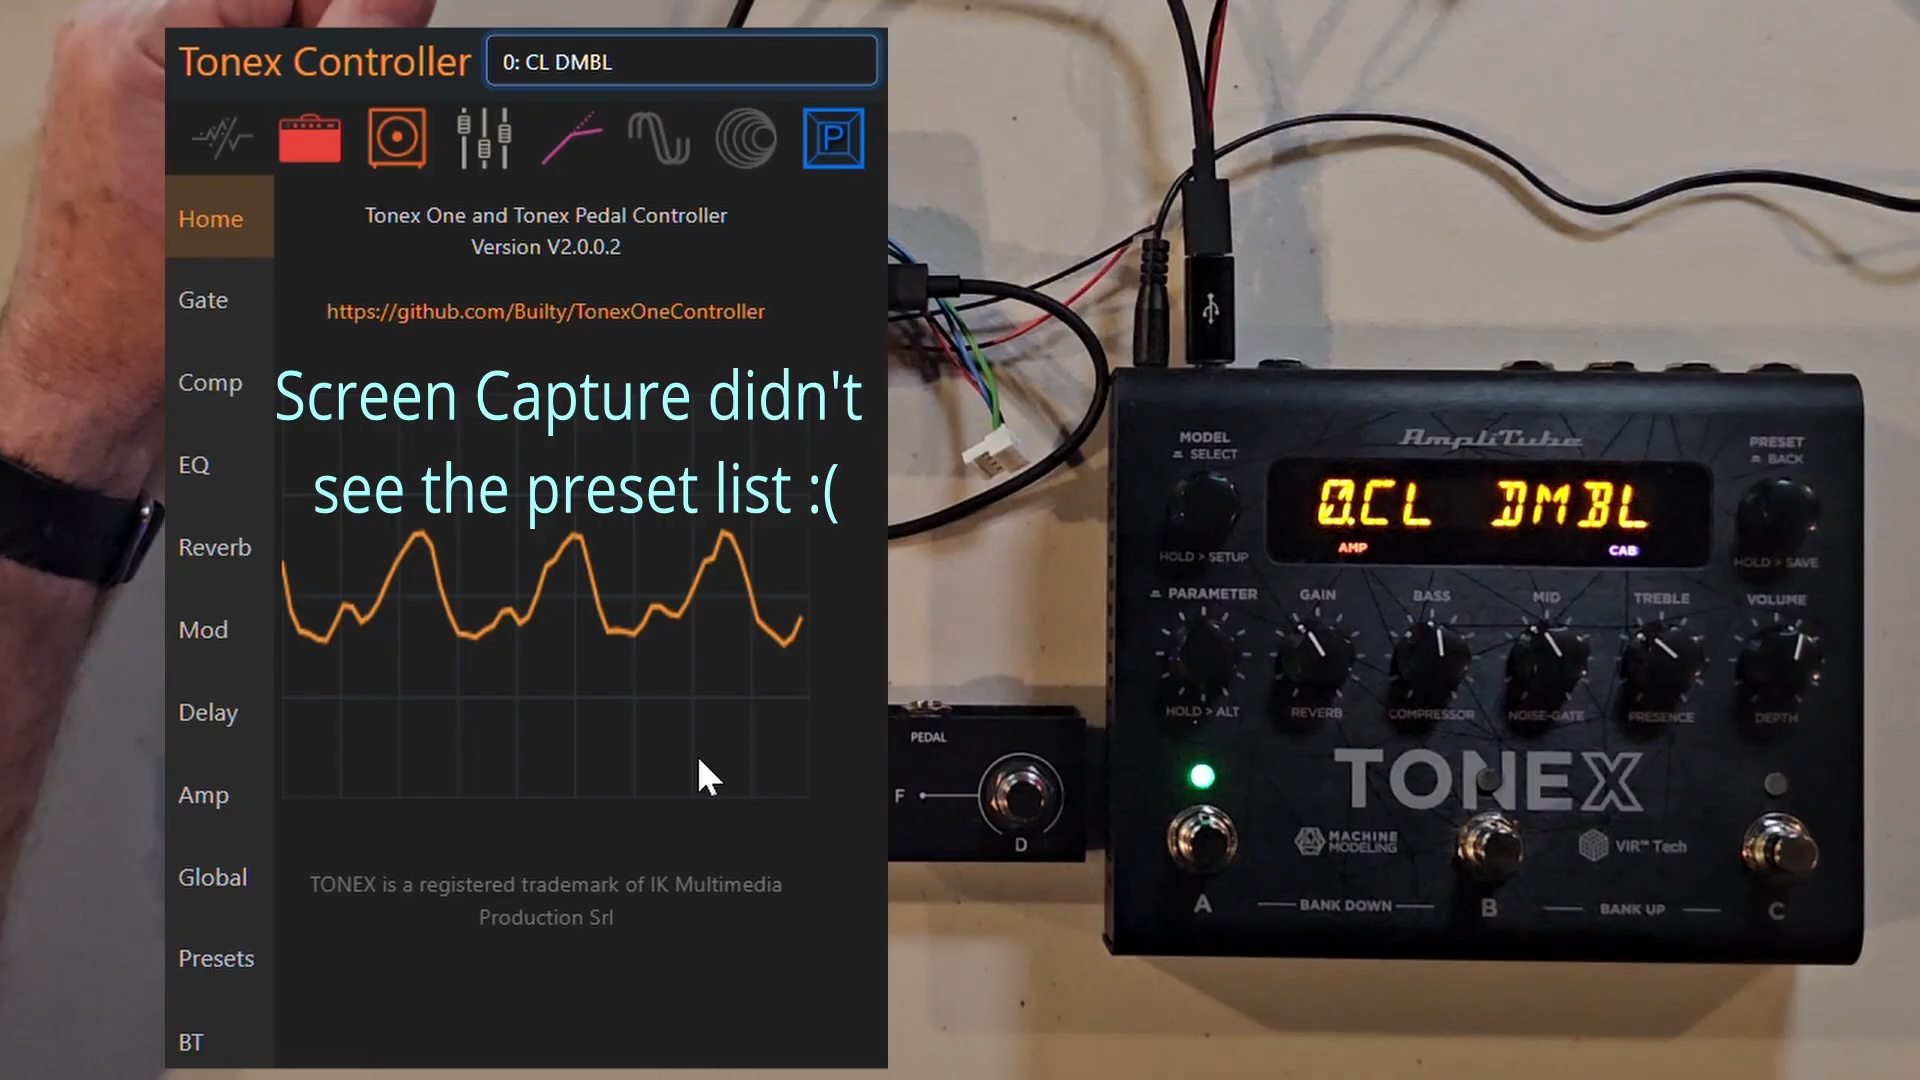 Tonex Controller
0: CL DMBL
P
Home
Gate
Comp
EQ
Reverb
Mod
Delay
Amp
Global
Presets
BT
Tonex One and Tonex Pedal Controller
Version V2.0.0.2
https://github.com/Builty/TonexOneController
Screen Capture didn't
see the preset list :(
TONEX is a registered trademark of IK Multimedia
Production Srl
PEDAL
F
D
AmpliTube
MODEL
SELECT
HOLD > SETUP
0.CL DMBL
AMP
CAB
PRESET
BACK
HOLD > SAVE
PARAMETER
GAIN
BASS
MID
TREBLE
VOLUME
HOLD > ALT
REVERB
COMPRESSOR
NOISE-GATE
PRESENCE
DEPTH
TONEX
MACHINE
MODELING
VIR™ Tech
A
BANK DOWN
B
BANK UP
C